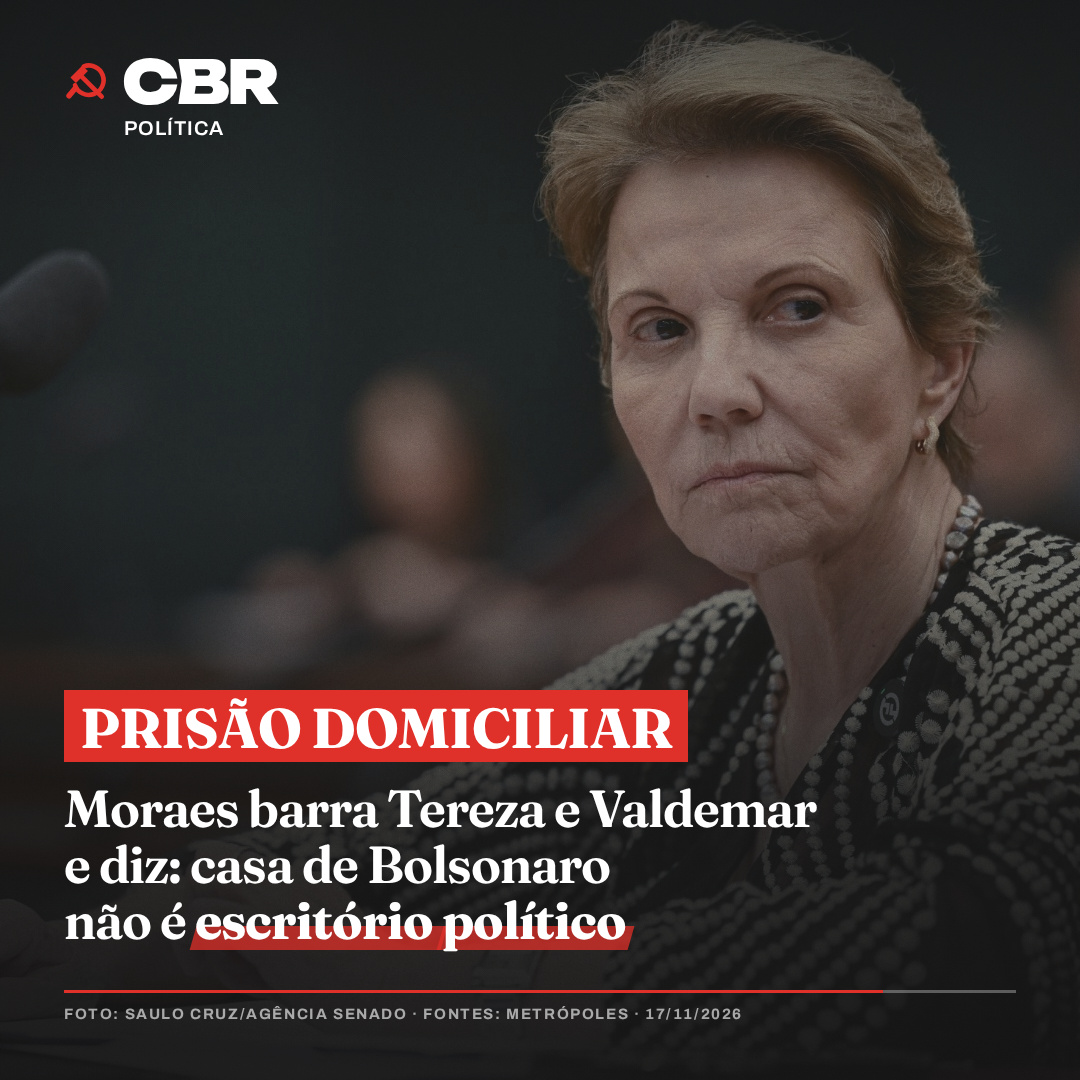 CBR
POLÍTICA
PRISÃO DOMICILIAR
Moraes barra Tereza e Valdemar
e diz: casa de Bolsonaro
não é escritório político
FOTO: SAULO CRUZ/AGÊNCIA SENADO · FONTES: METRÓPOLES · 17/11/2026